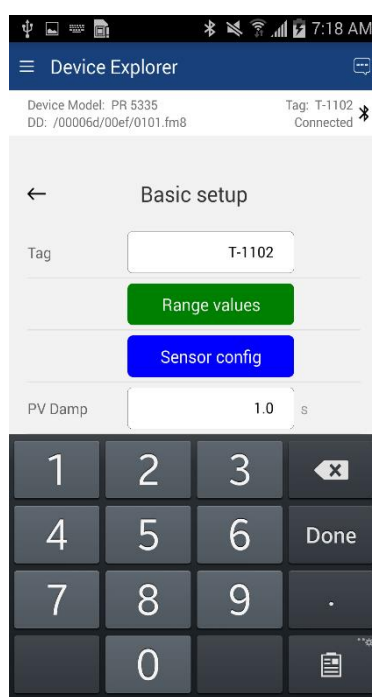 7:18 AM
Device Explorer
Device Model: PR 5335
Tag: T-1102
DD: /00006d/00ef/0101.fm8
Connected
Basic setup
Tag
T-1102
Range values
Sensor config
PV Damp
1.0
s
1 2 3
4 5 6 Done
7 8 9 .
0